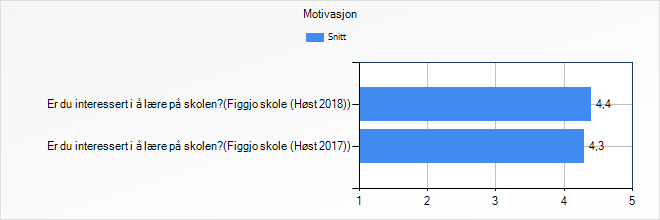 Motivasjon
Snitt
Er du interessert i å lære på skolen?(Figgjo skole (Høst 2018)) 4,4
Er du interessert i å lære på skolen?(Figgjo skole (Høst 2017)) 4,3
1 2 3 4 5